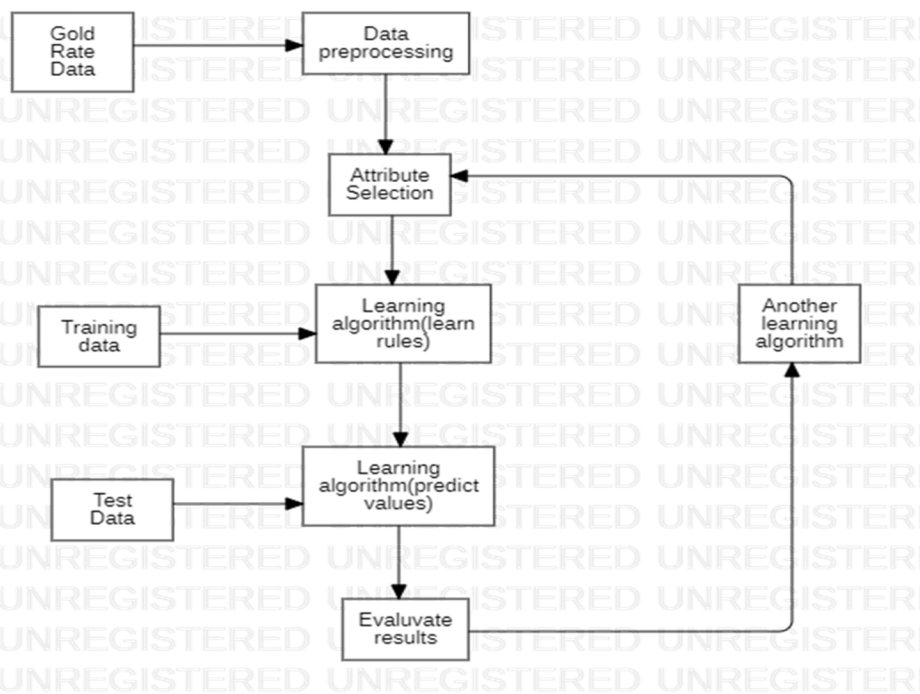 Gold
Rate
Data
Data
preprocessing
Attribute
Selection
Training
data
Learning
algorithm(learn
rules)
Another
learning
algorithm
Test
Data
Learning
algorithm(predict
values)
Evaluvate
results
UNREGISTERED UNREGISTERED UNREGISTERED